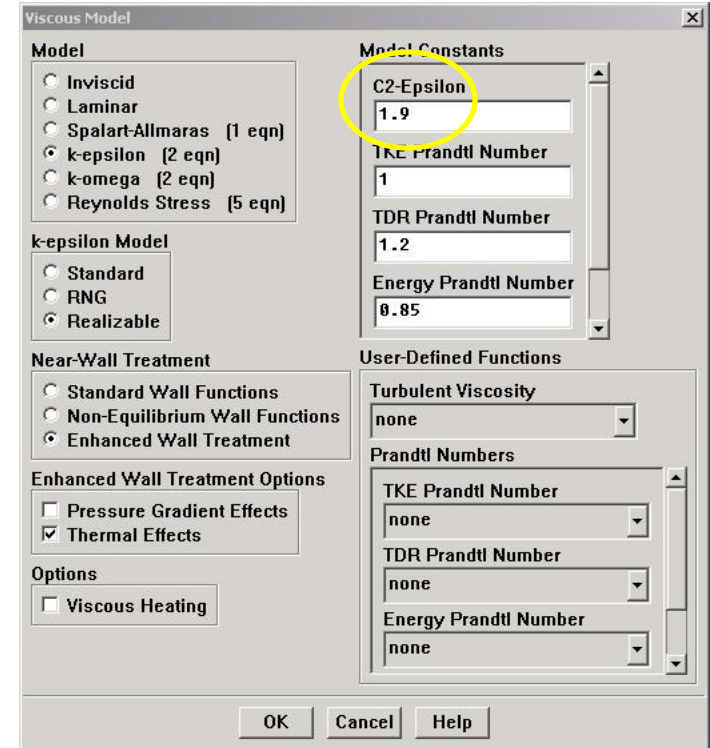 Viscous Model
Model
Inviscid
Laminar
Spalart-Allmaras (1 eqn)
k-epsilon (2 eqn)
k-omega (2 eqn)
Reynolds Stress (5 eqn)
k-epsilon Model
Standard
RNG
Realizable
Near-Wall Treatment
Standard Wall Functions
Non-Equilibrium Wall Functions
Enhanced Wall Treatment
Enhanced Wall Treatment Options
Pressure Gradient Effects
Thermal Effects
Options
Viscous Heating
Model Constants
C2-Epsilon
1.9
TKE Prandtl Number
1
TDR Prandtl Number
1.2
Energy Prandtl Number
0.85
User-Defined Functions
Turbulent Viscosity
none
Prandtl Numbers
TKE Prandtl Number
none
TDR Prandtl Number
none
Energy Prandtl Number
none
OK
Cancel
Help